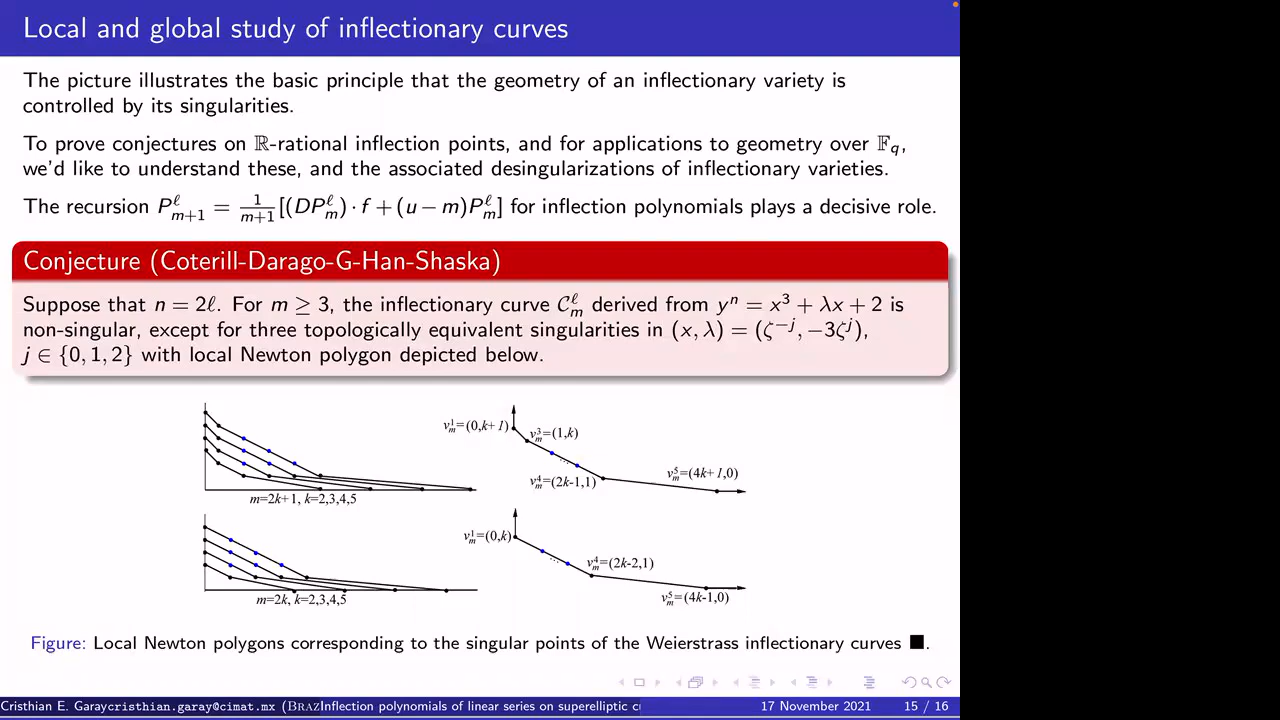 Local and global study of inflectionary curves
The picture illustrates the basic principle that the geometry of an inflectionary variety is
controlled by its singularities.
To prove conjectures on ℝ-rational inflection points, and for applications to geometry over 𝔽_q,
we'd like to understand these, and the associated desingularizations of inflectionary varieties.
The recursion P^ℓ_{m+1} = 1/(m+1) [(DP^ℓ_m) · f + (u − m)P^ℓ_m] for inflection polynomials plays a decisive role.
Conjecture (Coterill-Darago-G-Han-Shaska)
Suppose that n = 2ℓ. For m ≥ 3, the inflectionary curve 𝒞^ℓ_m derived from y^n = x^3 + λx + 2 is
non-singular, except for three topologically equivalent singularities in (x, λ) = (ζ^{−j}, −3ζ^j),
j ∈ {0, 1, 2} with local Newton polygon depicted below.
v^1_m=(0,k+1)
v^3_m=(1,k)
v^4_m=(2k-1,1)
v^5_m=(4k+1,0)
m=2k+1, k=2,3,4,5
v^1_m=(0,k)
v^4_m=(2k-2,1)
v^5_m=(4k-1,0)
m=2k, k=2,3,4,5
Figure: Local Newton polygons corresponding to the singular points of the Weierstrass inflectionary curves ■.
Cristhian E. Garaycristhian.garay@cimat.mx (BRAZInflection polynomials of linear series on superelliptic cu
17 November 2021
15 / 16